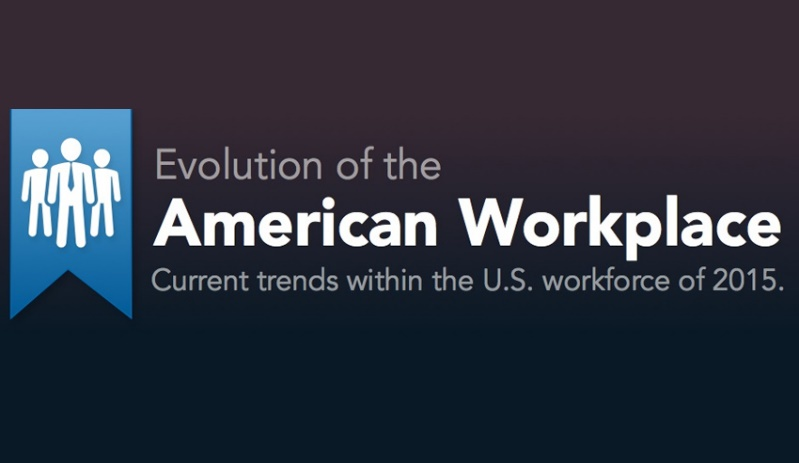 Evolution of the
American Workplace
Current trends within the U.S. workforce of 2015.